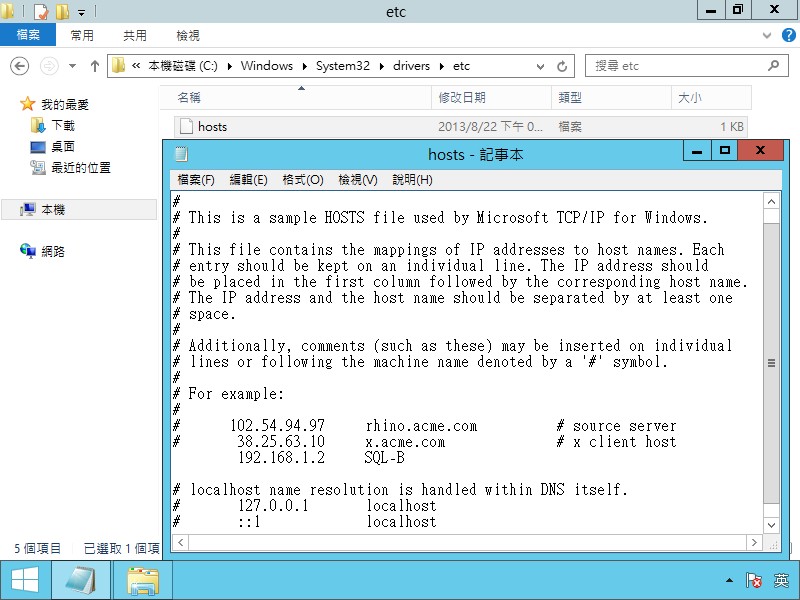 etc
檔案 常用 共用 檢視
« 本機磁碟 (C:) Windows System32 drivers etc 搜尋 etc
名稱 修改日期 類型 大小
我的最愛
下載
桌面
最近的位置
本機
網路
hosts 2013/8/22 下午 0... 檔案 1 KB
hosts - 記事本
檔案(F) 編輯(E) 格式(O) 檢視(V) 說明(H)
#
# This is a sample HOSTS file used by Microsoft TCP/IP for Windows.
#
# This file contains the mappings of IP addresses to host names. Each
# entry should be kept on an individual line. The IP address should
# be placed in the first column followed by the corresponding host name.
# The IP address and the host name should be separated by at least one
# space.
#
# Additionally, comments (such as these) may be inserted on individual
# lines or following the machine name denoted by a '#' symbol.
#
# For example:
#
# 102.54.94.97 rhino.acme.com # source server
# 38.25.63.10 x.acme.com # x client host
192.168.1.2 SQL-B
# localhost name resolution is handled within DNS itself.
# 127.0.0.1 localhost
# ::1 localhost
5 個項目 已選取 1 個項
英